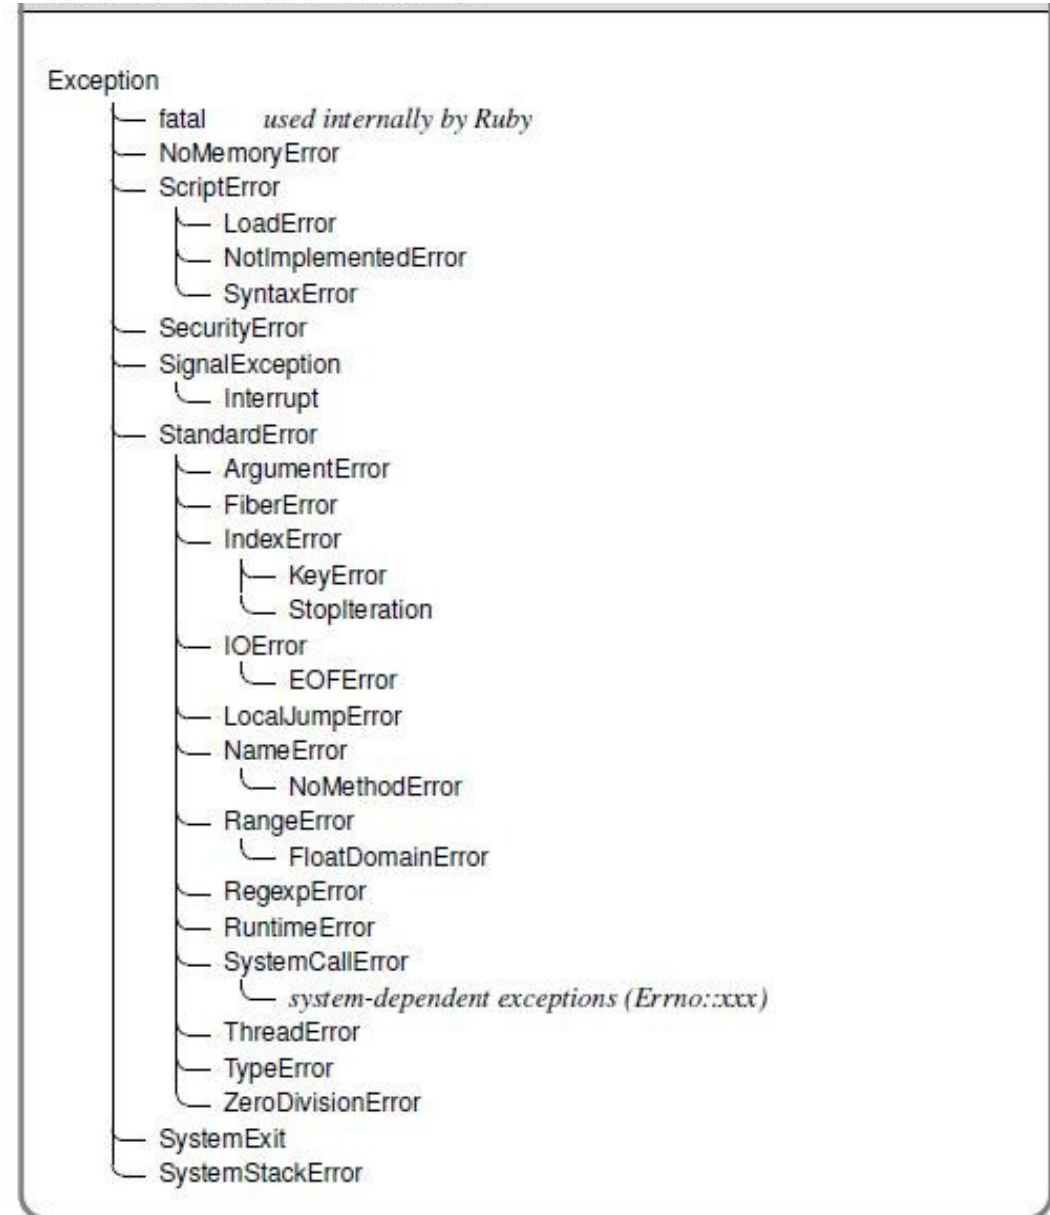 Exception
fatal used internally by Ruby
NoMemoryError
ScriptError
LoadError
NotImplementedError
SyntaxError
SecurityError
SignalException
Interrupt
StandardError
ArgumentError
FiberError
IndexError
KeyError
StopIteration
IOError
EOFError
LocalJumpError
NameError
NoMethodError
RangeError
FloatDomainError
RegexpError
RuntimeError
SystemCallError
system-dependent exceptions (Errno::xxx)
ThreadError
TypeError
ZeroDivisionError
SystemExit
SystemStackError